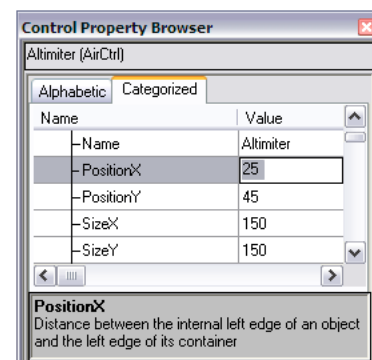 Control Property Browser
Altimiter (AirCtrl)
Alphabetic Categorized
Name Value
Name Altimiter
PositionX 25
PositionY 45
SizeX 150
SizeY 150
PositionX
Distance between the internal left edge of an object
and the left edge of its container